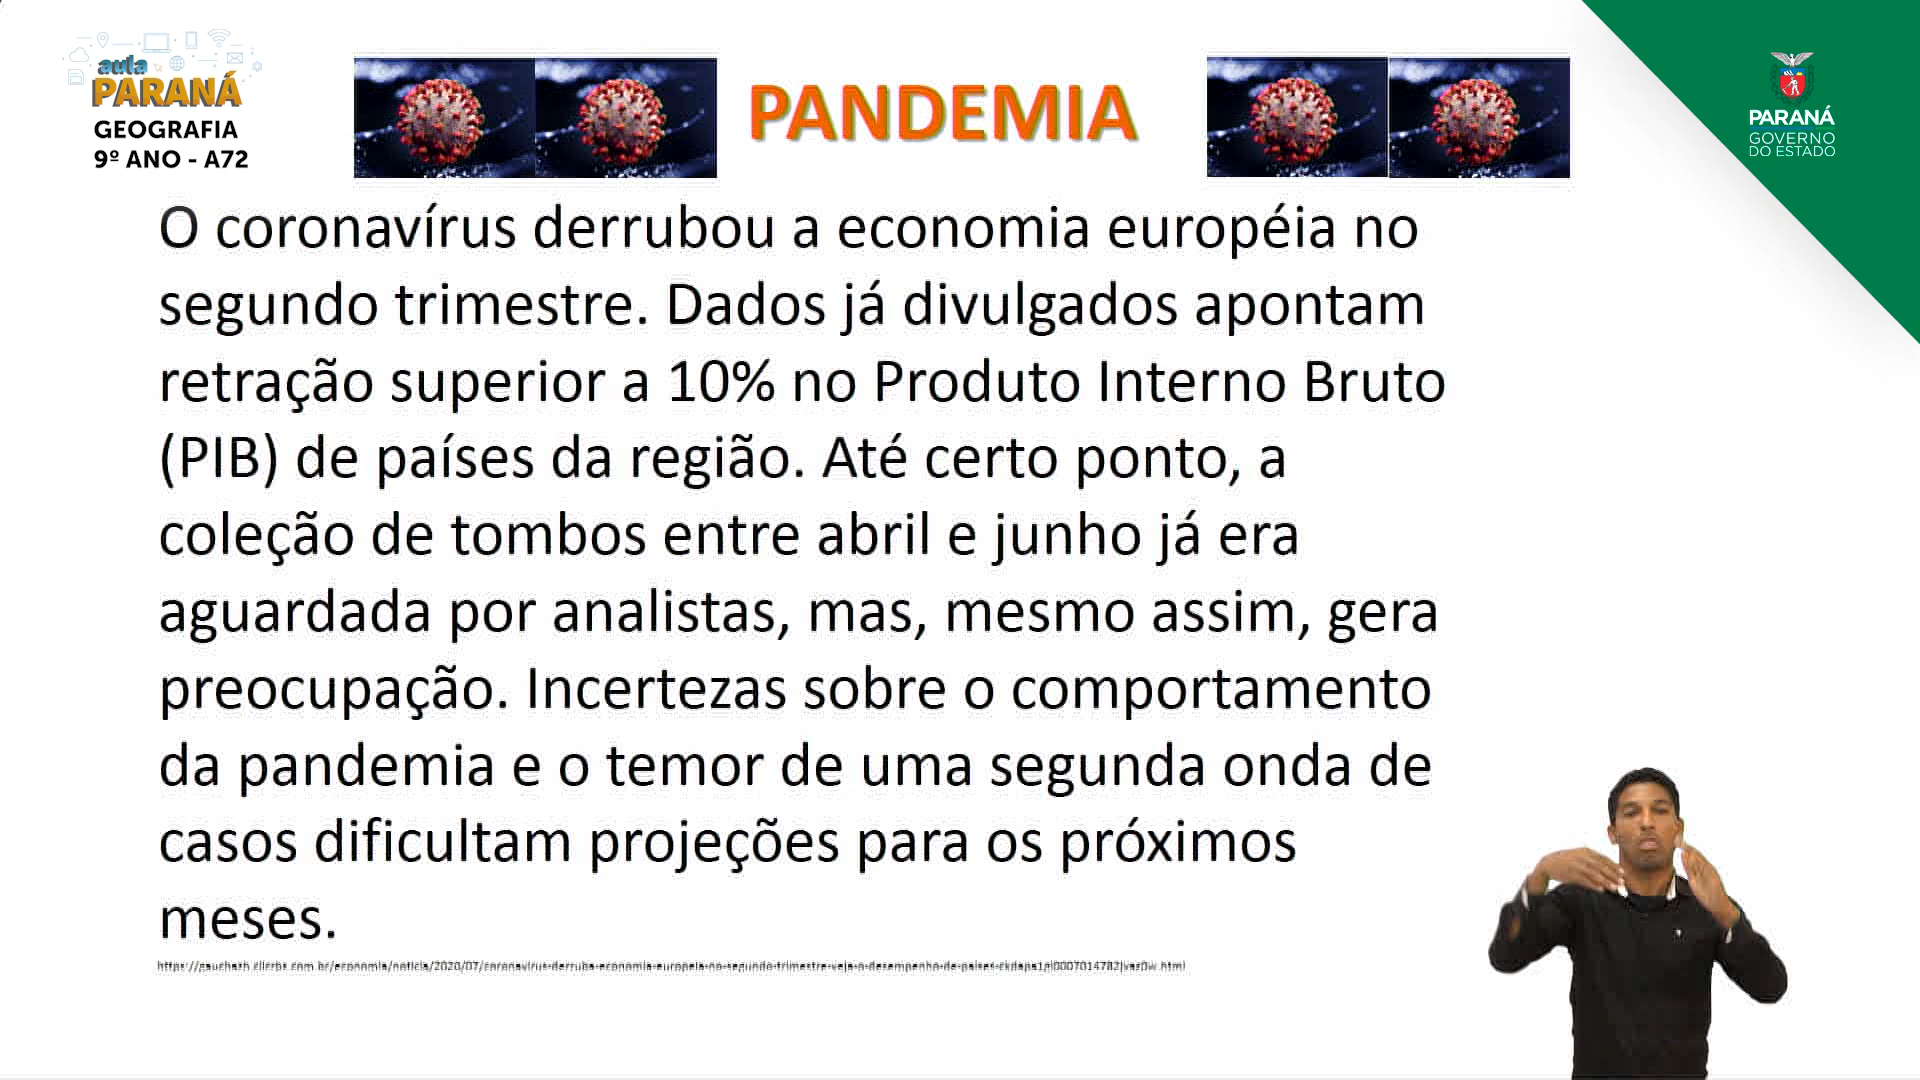 aula
PARANÁ
GEOGRAFIA
9º ANO - A72
PANDEMIA
PARANÁ
GOVERNO
DO ESTADO
O coronavírus derrubou a economia européia no
segundo trimestre. Dados já divulgados apontam
retração superior a 10% no Produto Interno Bruto
(PIB) de países da região. Até certo ponto, a
coleção de tombos entre abril e junho já era
aguardada por analistas, mas, mesmo assim, gera
preocupação. Incertezas sobre o comportamento
da pandemia e o temor de uma segunda onda de
casos dificultam projeções para os próximos
meses.